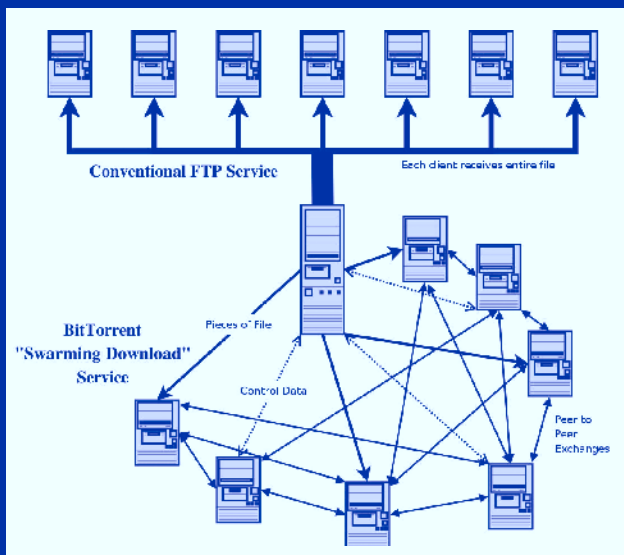 Conventional FTP Service
Each client receives entire file
BitTorrent
"Swarming Download"
Service
Pieces of File
Control Data
Peer to
Peer
Exchanges